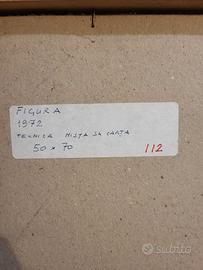 FIGURA
1972
TECNICA MISTA SU CARTA
50 x 70
112
subito